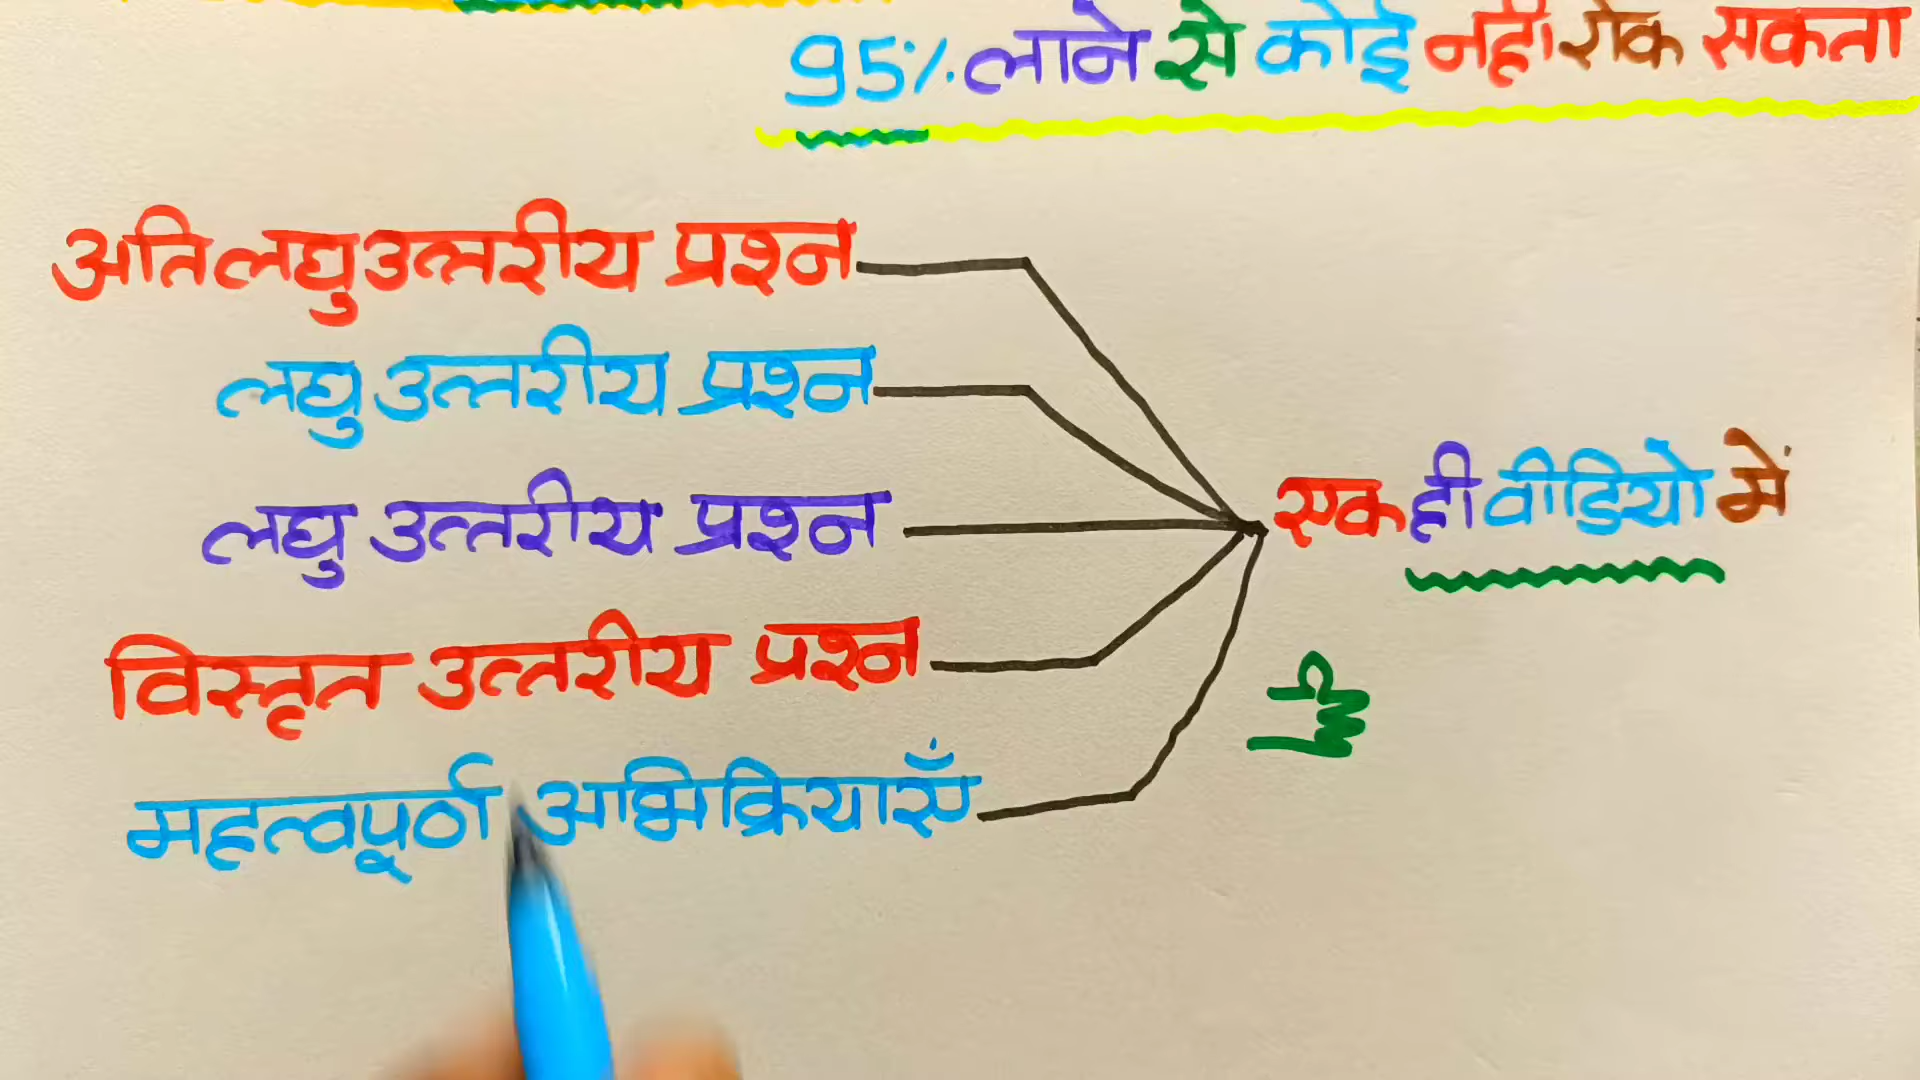 95% लाने से कोई नहीं रोक सकता
अतिलघु उत्तरीय प्रश्न
लघु उत्तरीय प्रश्न
लघु उत्तरीय प्रश्न
विस्तृत उत्तरीय प्रश्न
महत्वपूर्ण अभिक्रियाएँ
एक ही वीडियो में